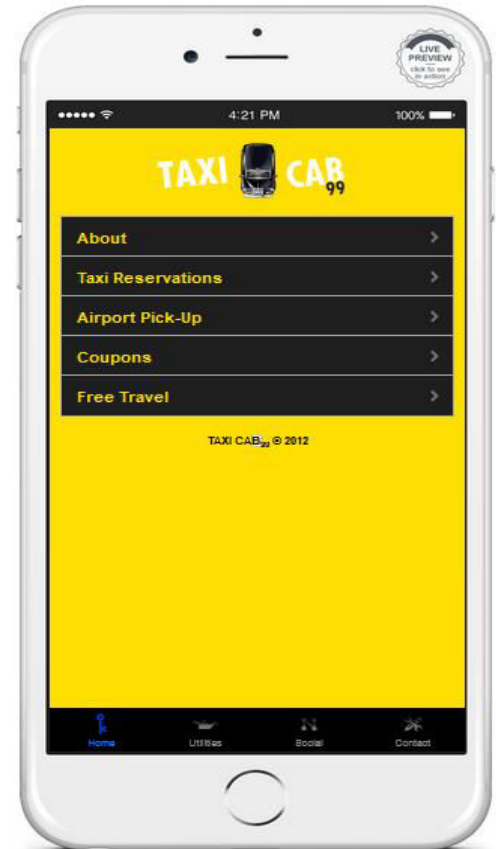 LIVE
PREVIEW
click to see
in action
4:21 PM 100%
TAXI CAB 99
About
Taxi Reservations
Airport Pick-Up
Coupons
Free Travel
TAXI CAB99 © 2012
Home Utilities Social Contact